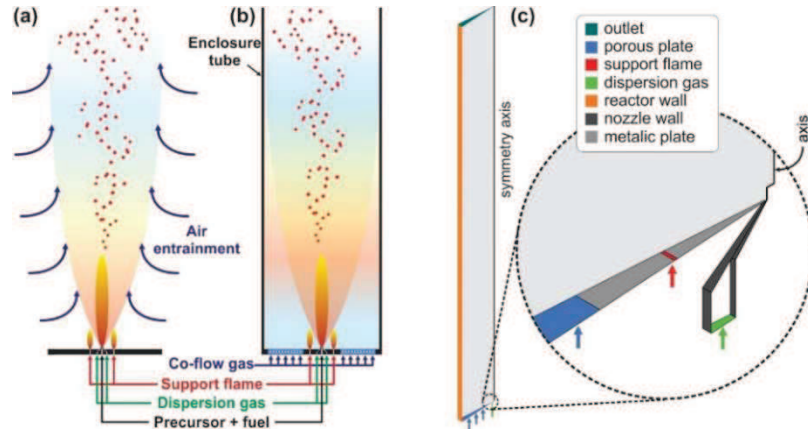 (a)
(b)
Enclosure
tube
Air
entrainment
Co-flow gas
Support flame
Dispersion gas
Precursor + fuel
(c)
outlet
porous plate
support flame
dispersion gas
reactor wall
nozzle wall
metalic plate
symmetry axis
axis